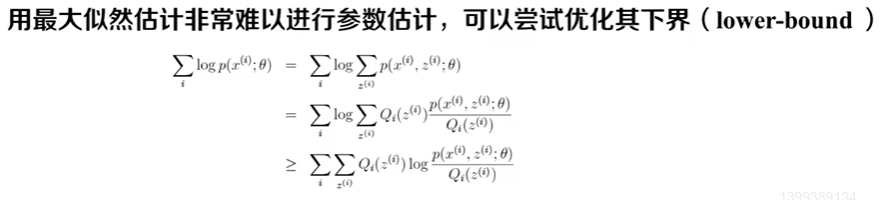 用最大似然估计非常难以进行参数估计，可以尝试优化其下界（lower-bound ）
∑_i log p(x^(i); θ) = ∑_i log ∑_{z^(i)} p(x^(i), z^(i); θ)
= ∑_i log ∑_{z^(i)} Q_i(z^(i)) p(x^(i), z^(i); θ) / Q_i(z^(i))
≥ ∑_i ∑_{z^(i)} Q_i(z^(i)) log p(x^(i), z^(i); θ) / Q_i(z^(i))
1399389134